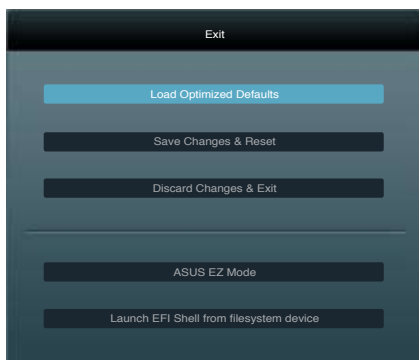 Exit
Load Optimized Defaults
Save Changes & Reset
Discard Changes & Exit
ASUS EZ Mode
Launch EFI Shell from filesystem device